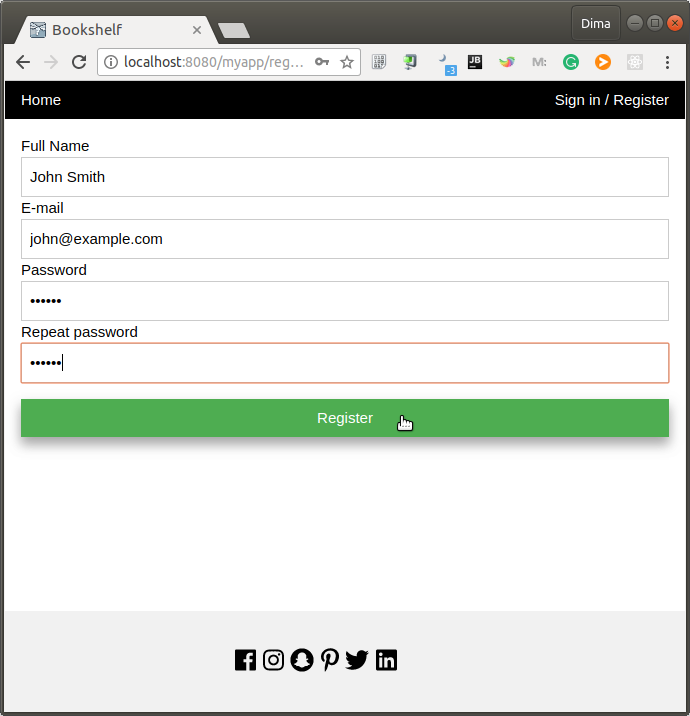 Bookshelf
Dima
localhost:8080/myapp/reg...
-3
JB
M:
Home
Sign in / Register
Full Name
John Smith
E-mail
john@example.com
Password
••••••
Repeat password
••••••
Register